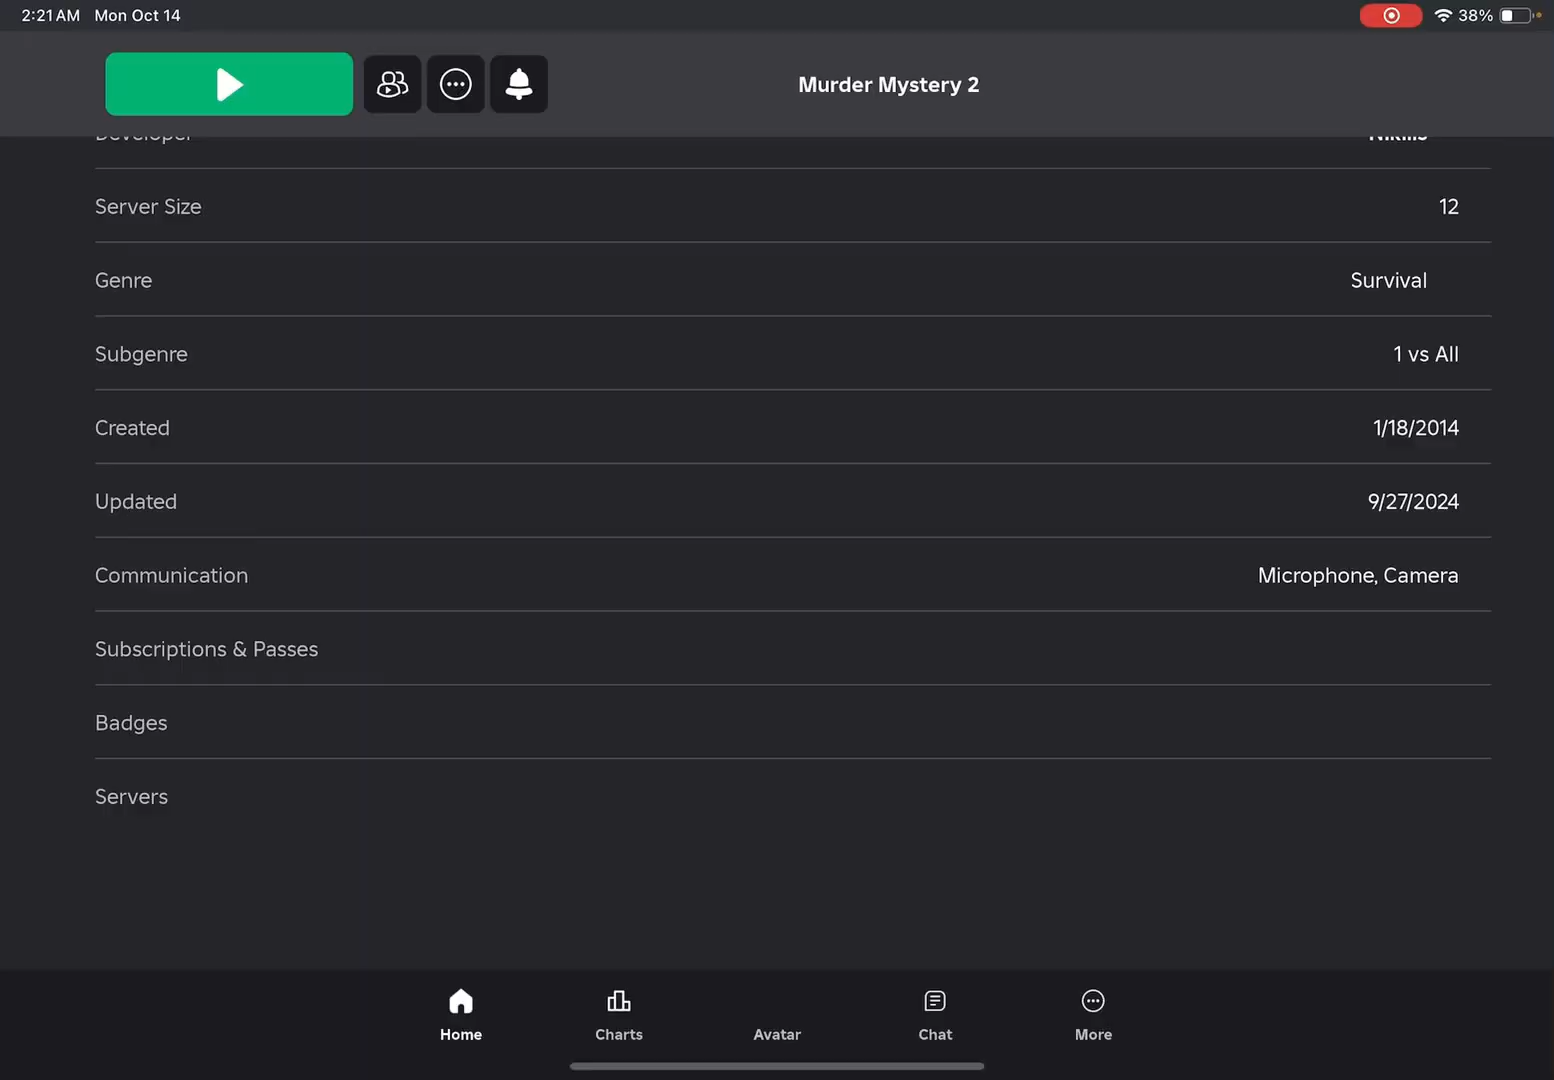 2:21 AM Mon Oct 14
38%
Murder Mystery 2
Developer
Server Size
12
Genre
Survival
Subgenre
1 vs All
Created
1/18/2014
Updated
9/27/2024
Communication
Microphone, Camera
Subscriptions & Passes
Badges
Servers
Home
Charts
Avatar
Chat
More